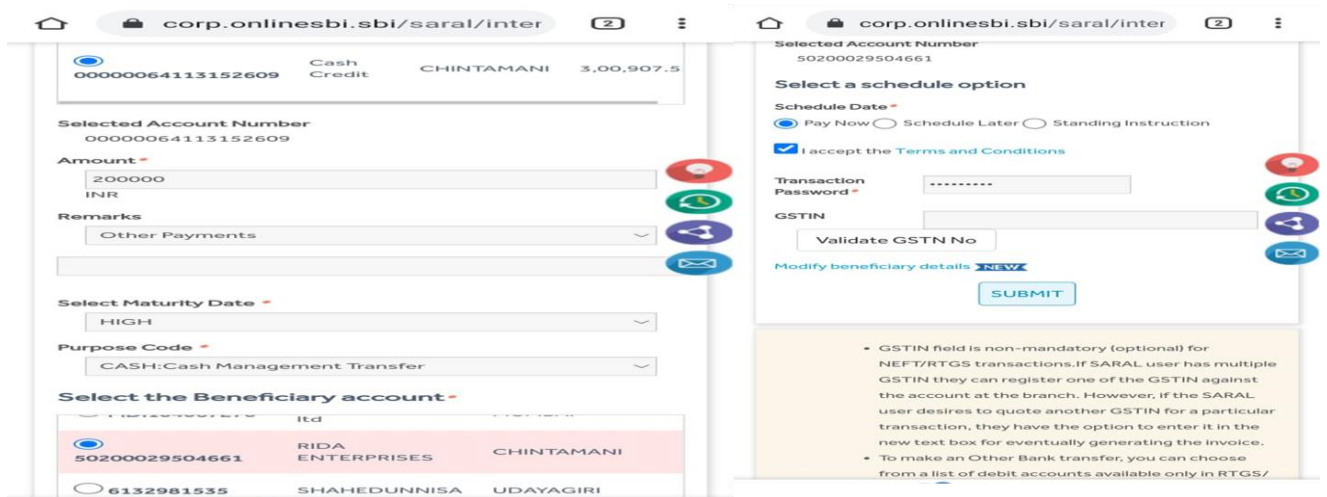 corp.onlinesbi.sbi/saral/inter
2
00000064113152609
Cash Credit
CHINTAMANI
3,00,907.5
Selected Account Number
00000064113152609
Amount *
200000
INR
Remarks
Other Payments
Select Maturity Date *
HIGH
Purpose Code *
CASH:Cash Management Transfer
Select the Beneficiary account*
ltd
50200029504661
RIDA ENTERPRISES
CHINTAMANI
6132981535
SHAHEDUNNISA
UDAYAGIRI
corp.onlinesbi.sbi/saral/inter
2
Selected Account Number
50200029504661
Select a schedule option
Schedule Date *
Pay Now Schedule Later Standing Instruction
I accept the Terms and Conditions
Transaction Password *
GSTIN
Validate GSTN No
Modify beneficiary details NEW
SUBMIT
• GSTIN field is non-mandatory (optional) for
NEFT/RTGS transactions.If SARAL user has multiple
GSTIN they can register one of the GSTIN against
the account at the branch. However, if the SARAL
user desires to quote another GSTIN for a particular
transaction, they have the option to enter it in the
new text box for eventually generating the invoice.
• To make an Other Bank transfer, you can choose
from a list of debit accounts available only in RTGS/